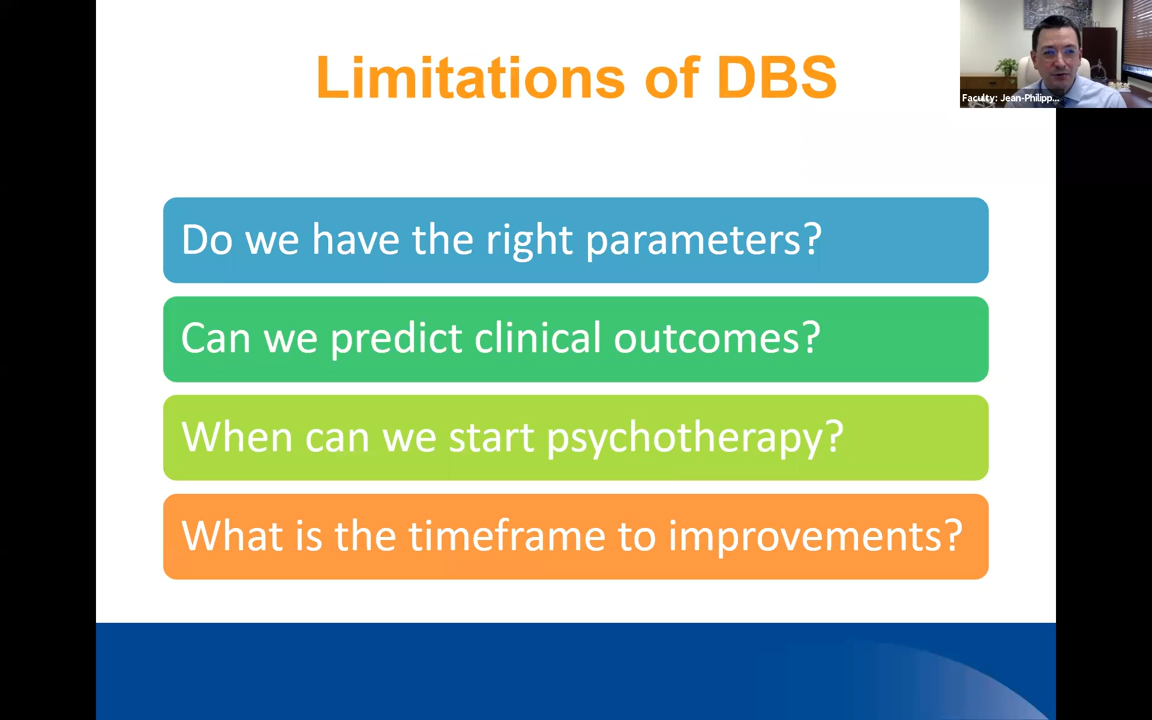 Limitations of DBS
Faculty: Jean-Philipp...
Do we have the right parameters?
Can we predict clinical outcomes?
When can we start psychotherapy?
What is the timeframe to improvements?